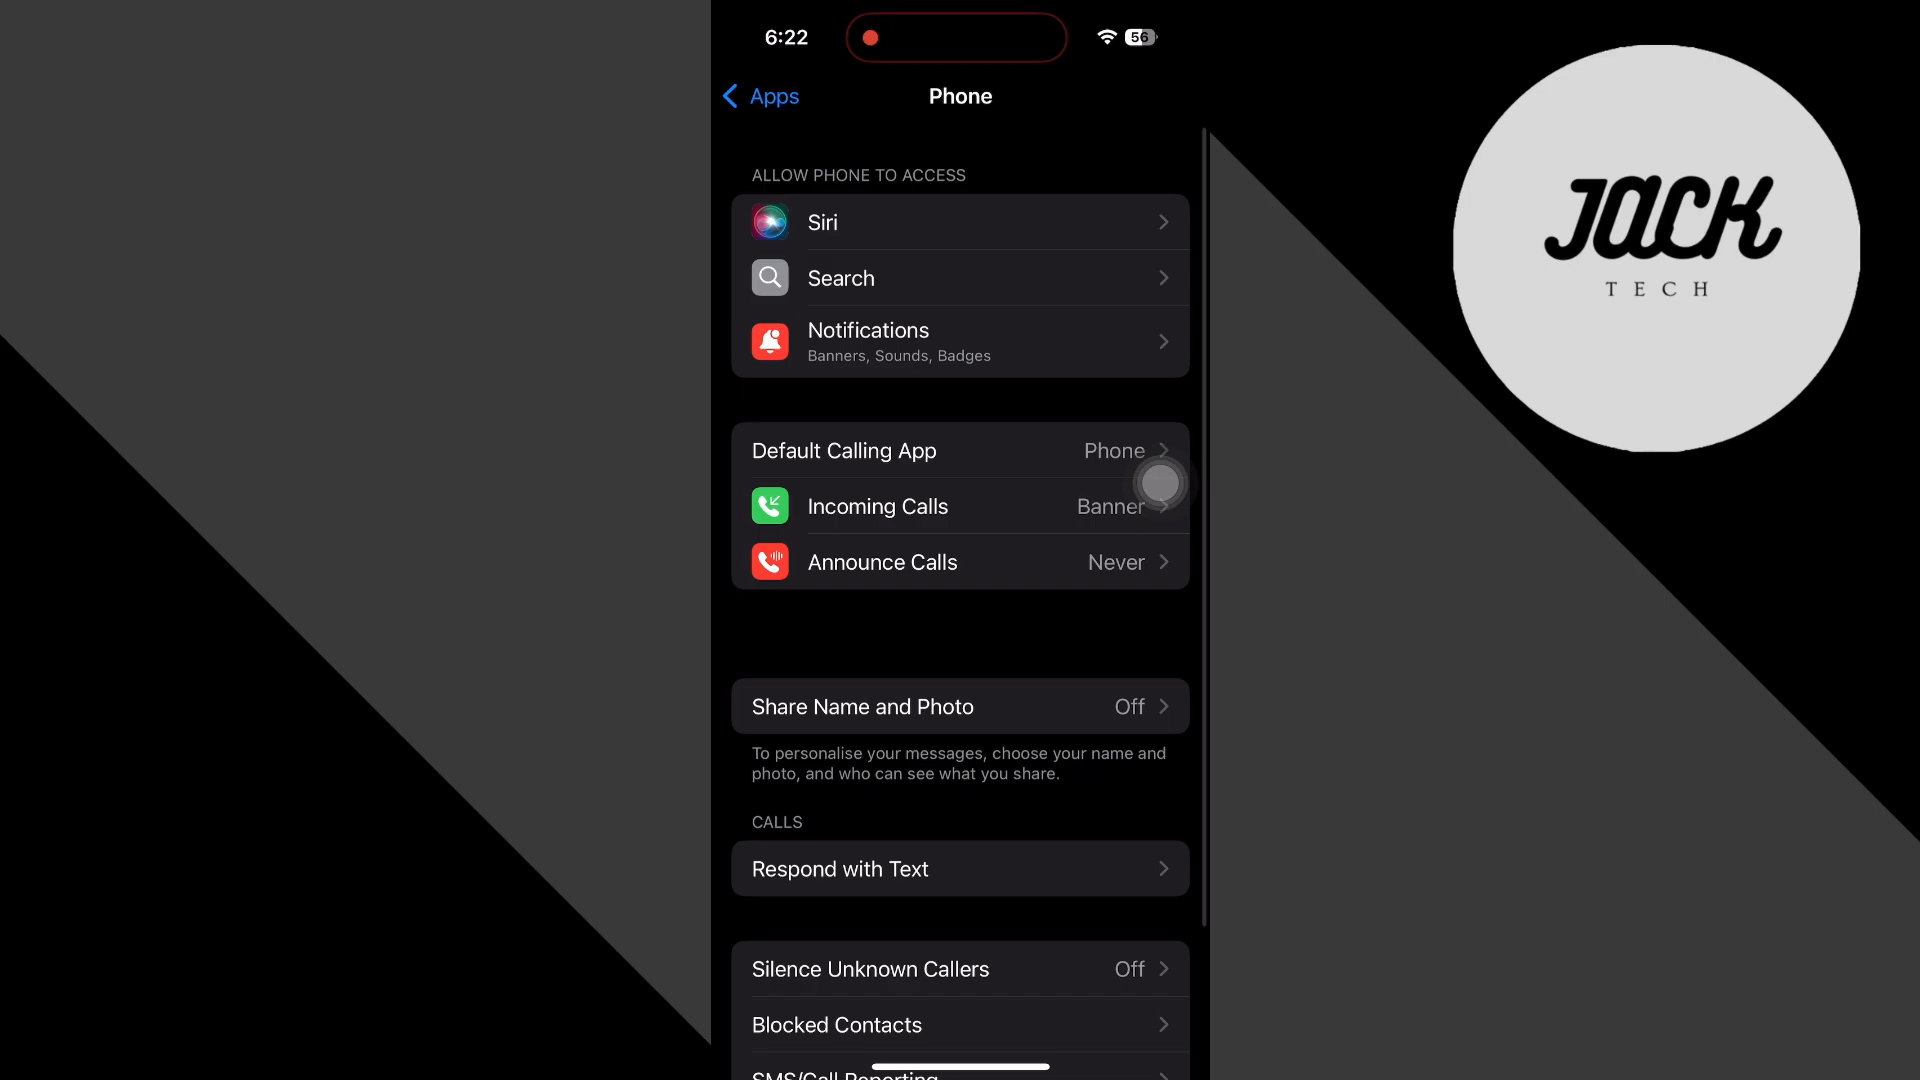 6:22
56
Apps
Phone
ALLOW PHONE TO ACCESS
Siri
Search
Notifications
Banners, Sounds, Badges
Default Calling App Phone
Incoming Calls Banner
Announce Calls Never
Share Name and Photo Off
To personalise your messages, choose your name and
photo, and who can see what you share.
CALLS
Respond with Text
Silence Unknown Callers Off
Blocked Contacts
SMS/Call Reporting
JACK
TECH